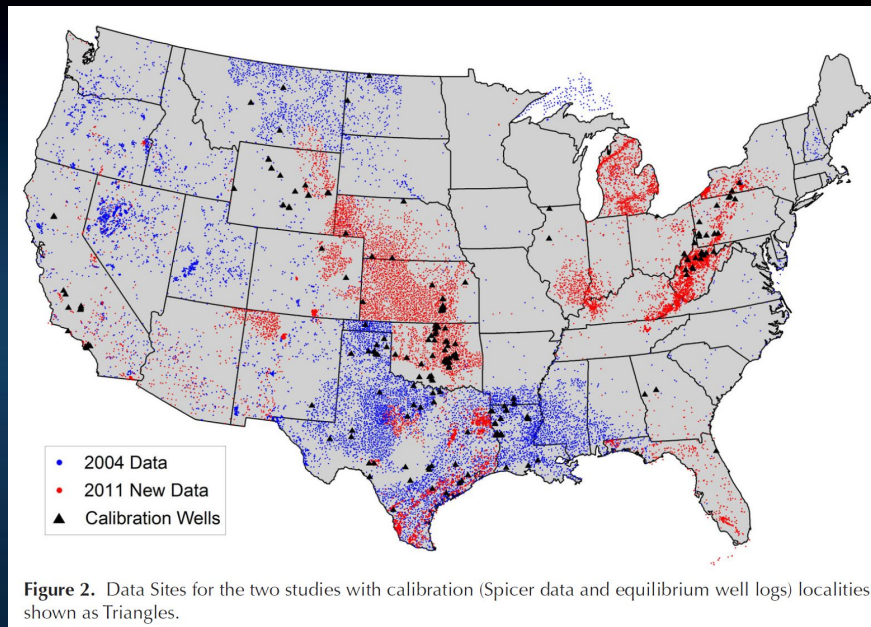 2004 Data
2011 New Data
Calibration Wells
Figure 2. Data Sites for the two studies with calibration (Spicer data and equilibrium well logs) localities
shown as Triangles.